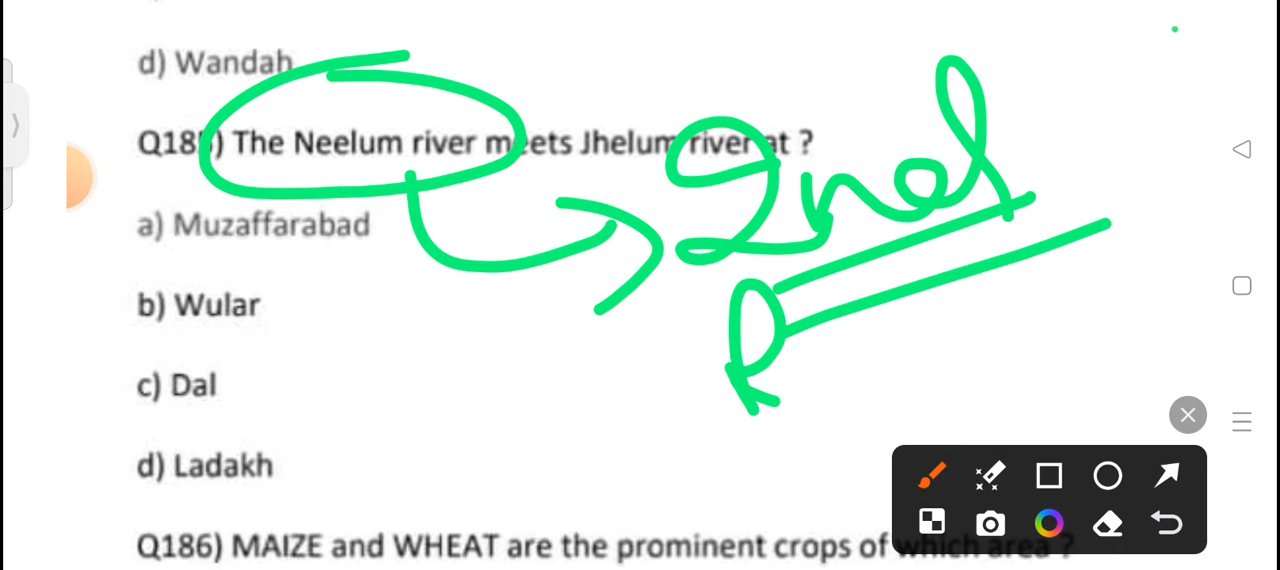 d) Wandah
Q185) The Neelum river meets Jhelum river at ?
2nd
a) Muzaffarabad
b) Wular
c) Dal
d) Ladakh
Q186) MAIZE and WHEAT are the prominent crops of which area ?